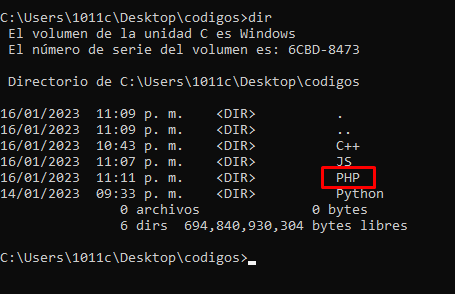 C:\Users\1011c\Desktop\codigos>dir
El volumen de la unidad C es Windows
El número de serie del volumen es: 6CBD-8473
Directorio de C:\Users\1011c\Desktop\codigos
16/01/2023 11:09 p. m. <DIR> .
16/01/2023 11:09 p. m. <DIR> ..
16/01/2023 10:43 p. m. <DIR> C++
16/01/2023 11:07 p. m. <DIR> JS
16/01/2023 11:11 p. m. <DIR> PHP
14/01/2023 09:33 p. m. <DIR> Python
0 archivos 0 bytes
6 dirs 694,840,930,304 bytes libres
C:\Users\1011c\Desktop\codigos>